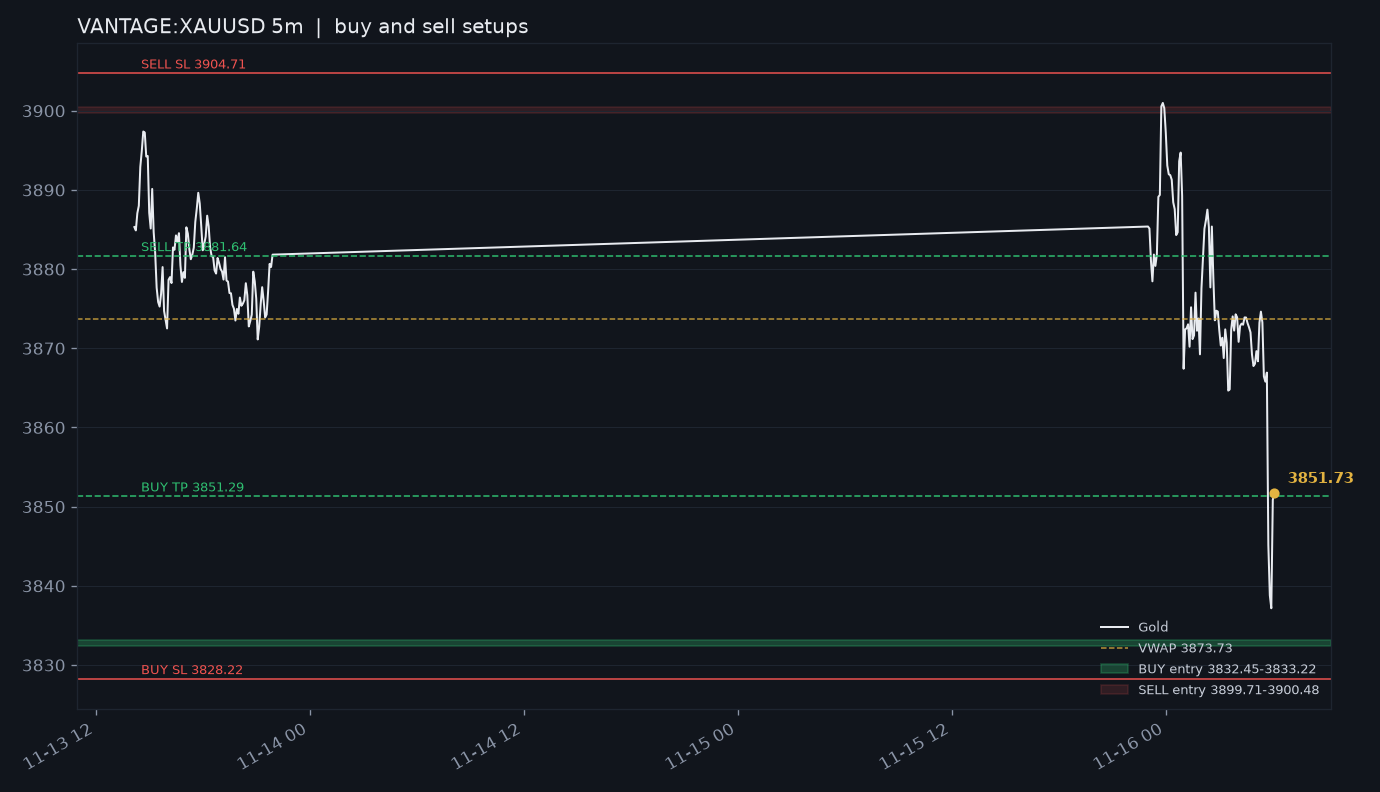 VANTAGE:XAUUSD 5m | buy and sell setups
SELL SL 3904.71
3900
3890
SELL TP 3881.64
3880
3870
3860
3851.73
BUY TP 3851.29
3850
3840
Gold
VWAP 3873.73
3830
BUY SL 3828.22
BUY entry 3832.45-3833.22
SELL entry 3899.71-3900.48
11-13 12
11-14 00
11-14 12
11-15 00
11-15 12
11-16 00